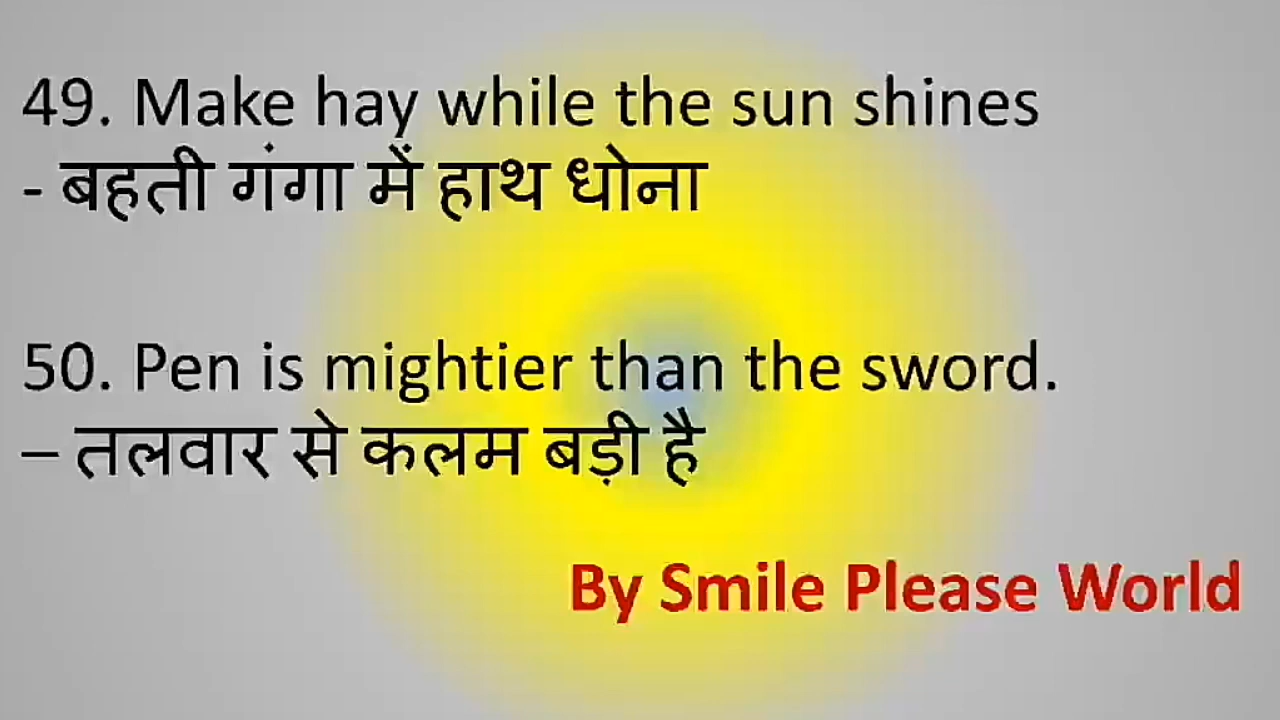 49. Make hay while the sun shines
- बहती गंगा में हाथ धोना
50. Pen is mightier than the sword.
– तलवार से कलम बड़ी है
By Smile Please World